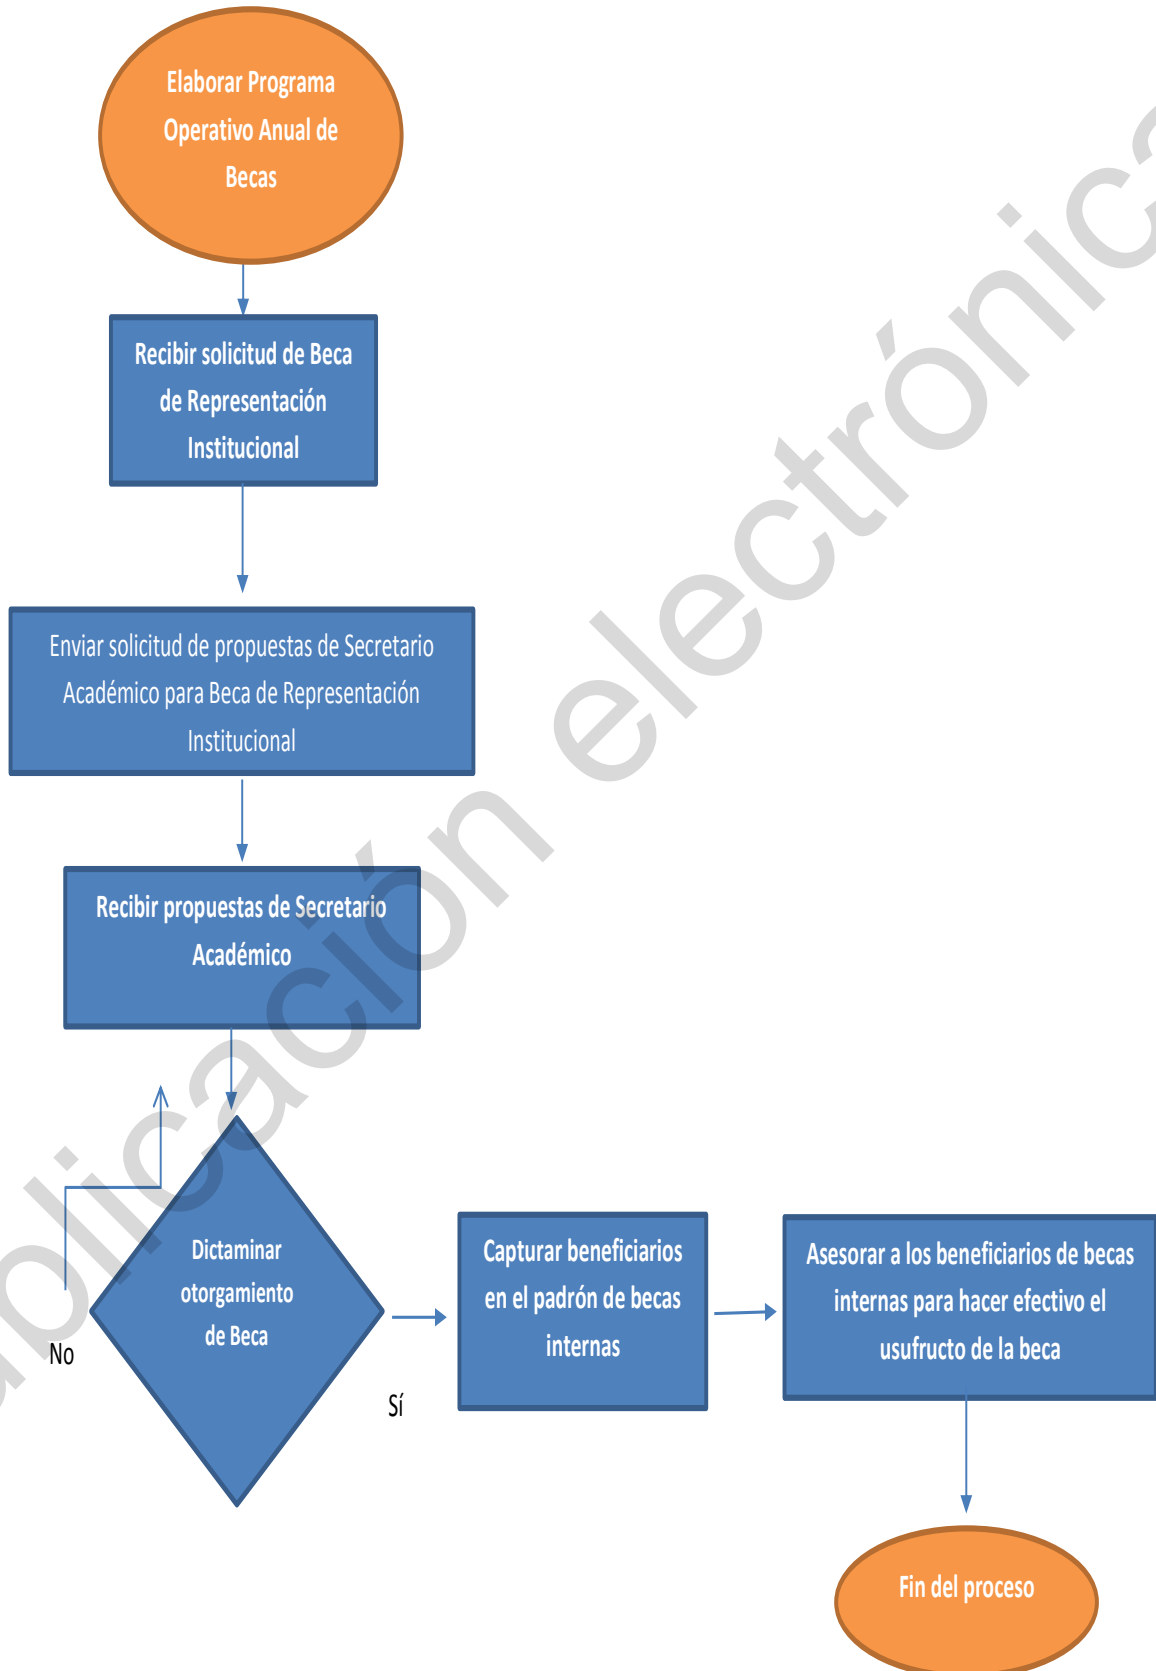 Elaborar Programa
Operativo Anual de
Becas
Recibir solicitud de Beca
de Representación
Institucional
Enviar solicitud de propuestas de Secretario
Académico para Beca de Representación
Institucional
Recibir propuestas de Secretario
Académico
Dictaminar
otorgamiento
de Beca
No
Sí
Capturar beneficiarios
en el padrón de becas
internas
Asesorar a los beneficiarios de becas
internas para hacer efectivo el
usufructo de la beca
Fin del proceso
ublicación electrónica